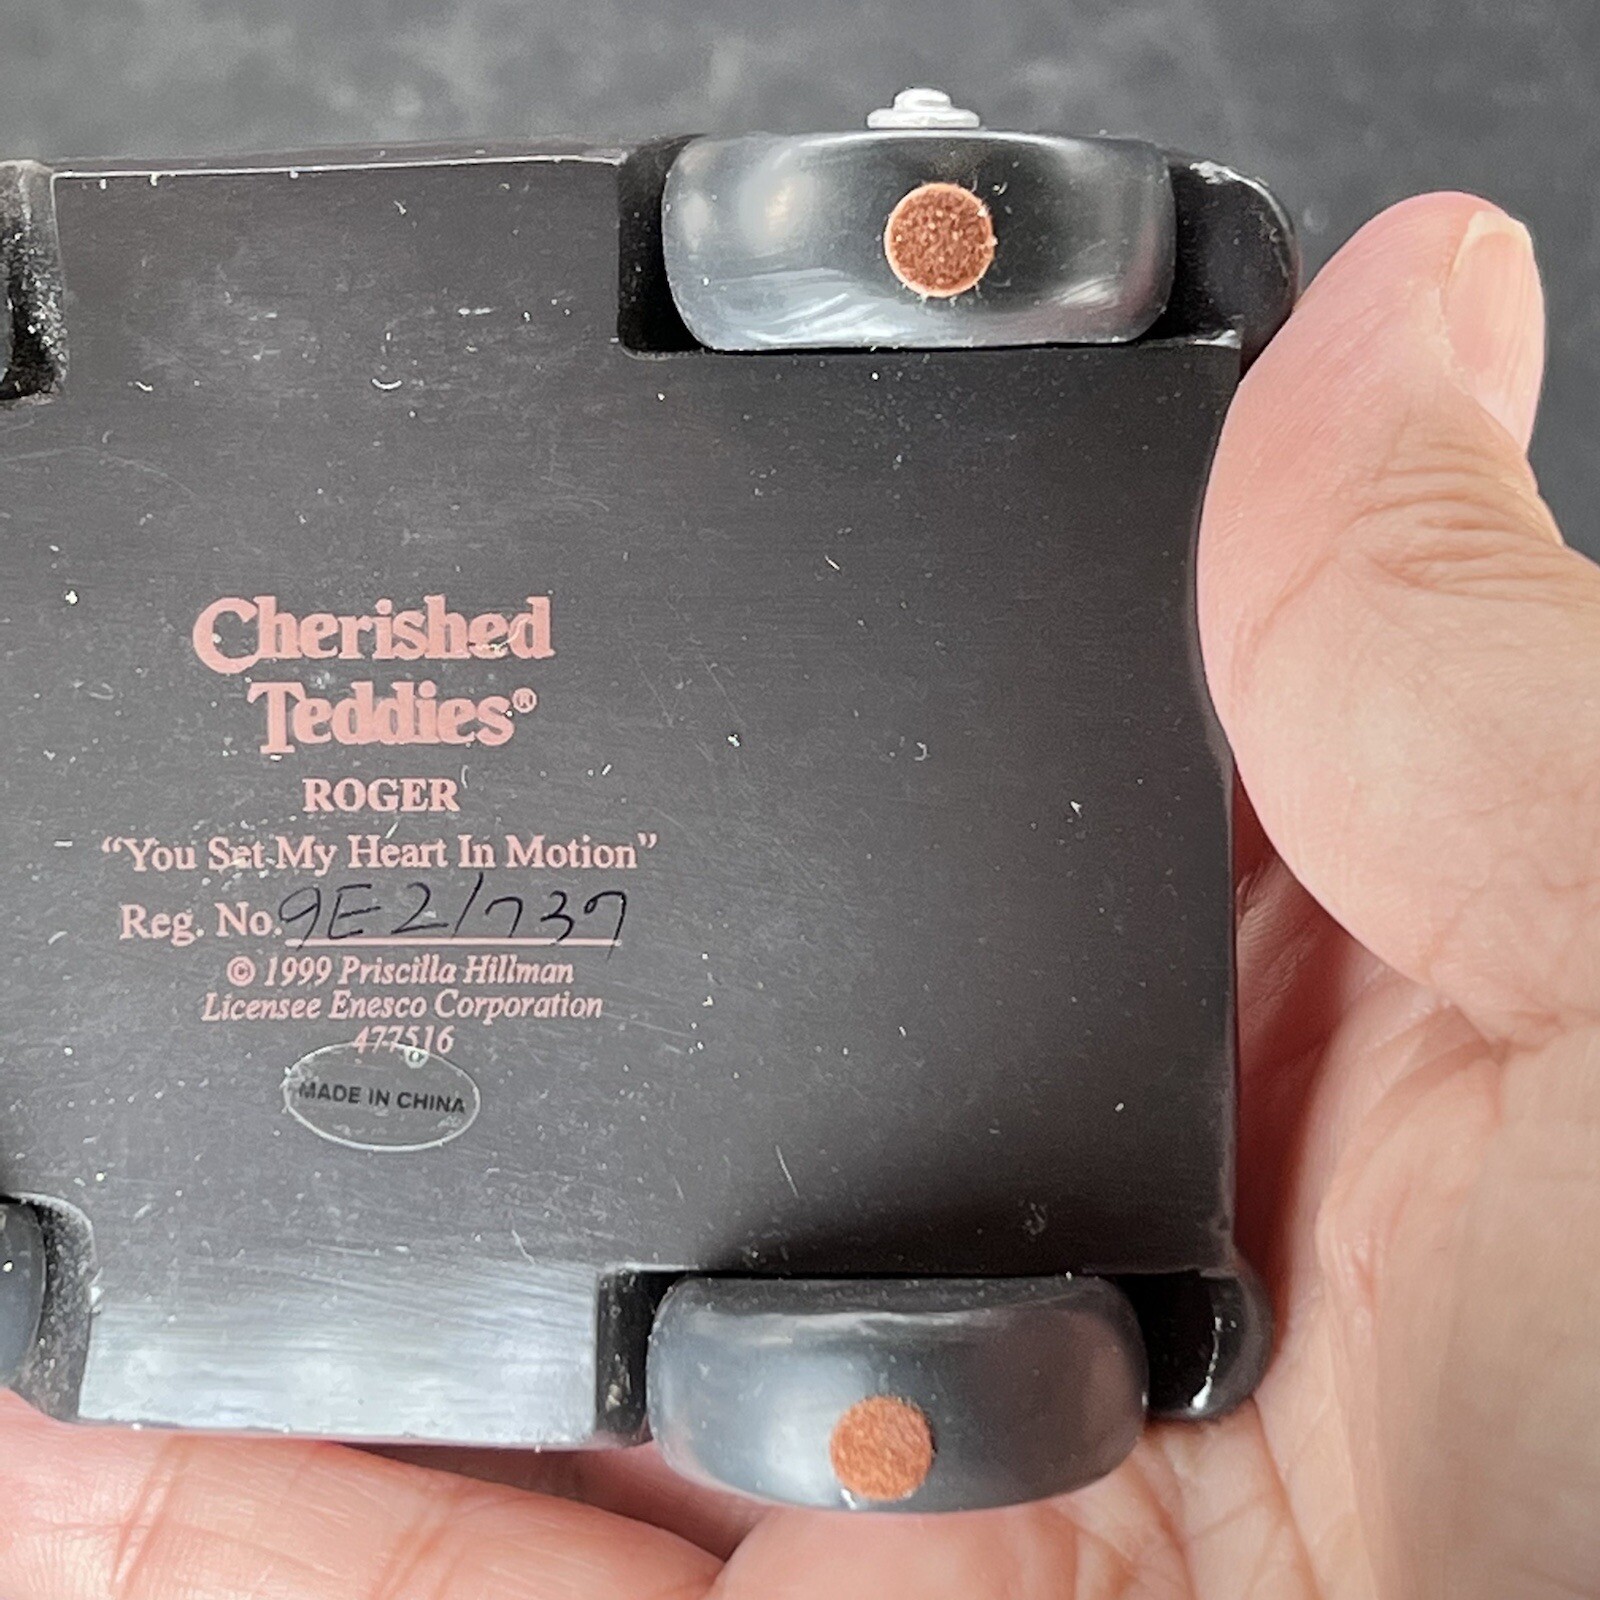 Cherished
Teddies®
ROGER
“You Set My Heart In Motion”
Reg. No. 9E2/737
© 1999 Priscilla Hillman
Licensee Enesco Corporation
477516
MADE IN CHINA